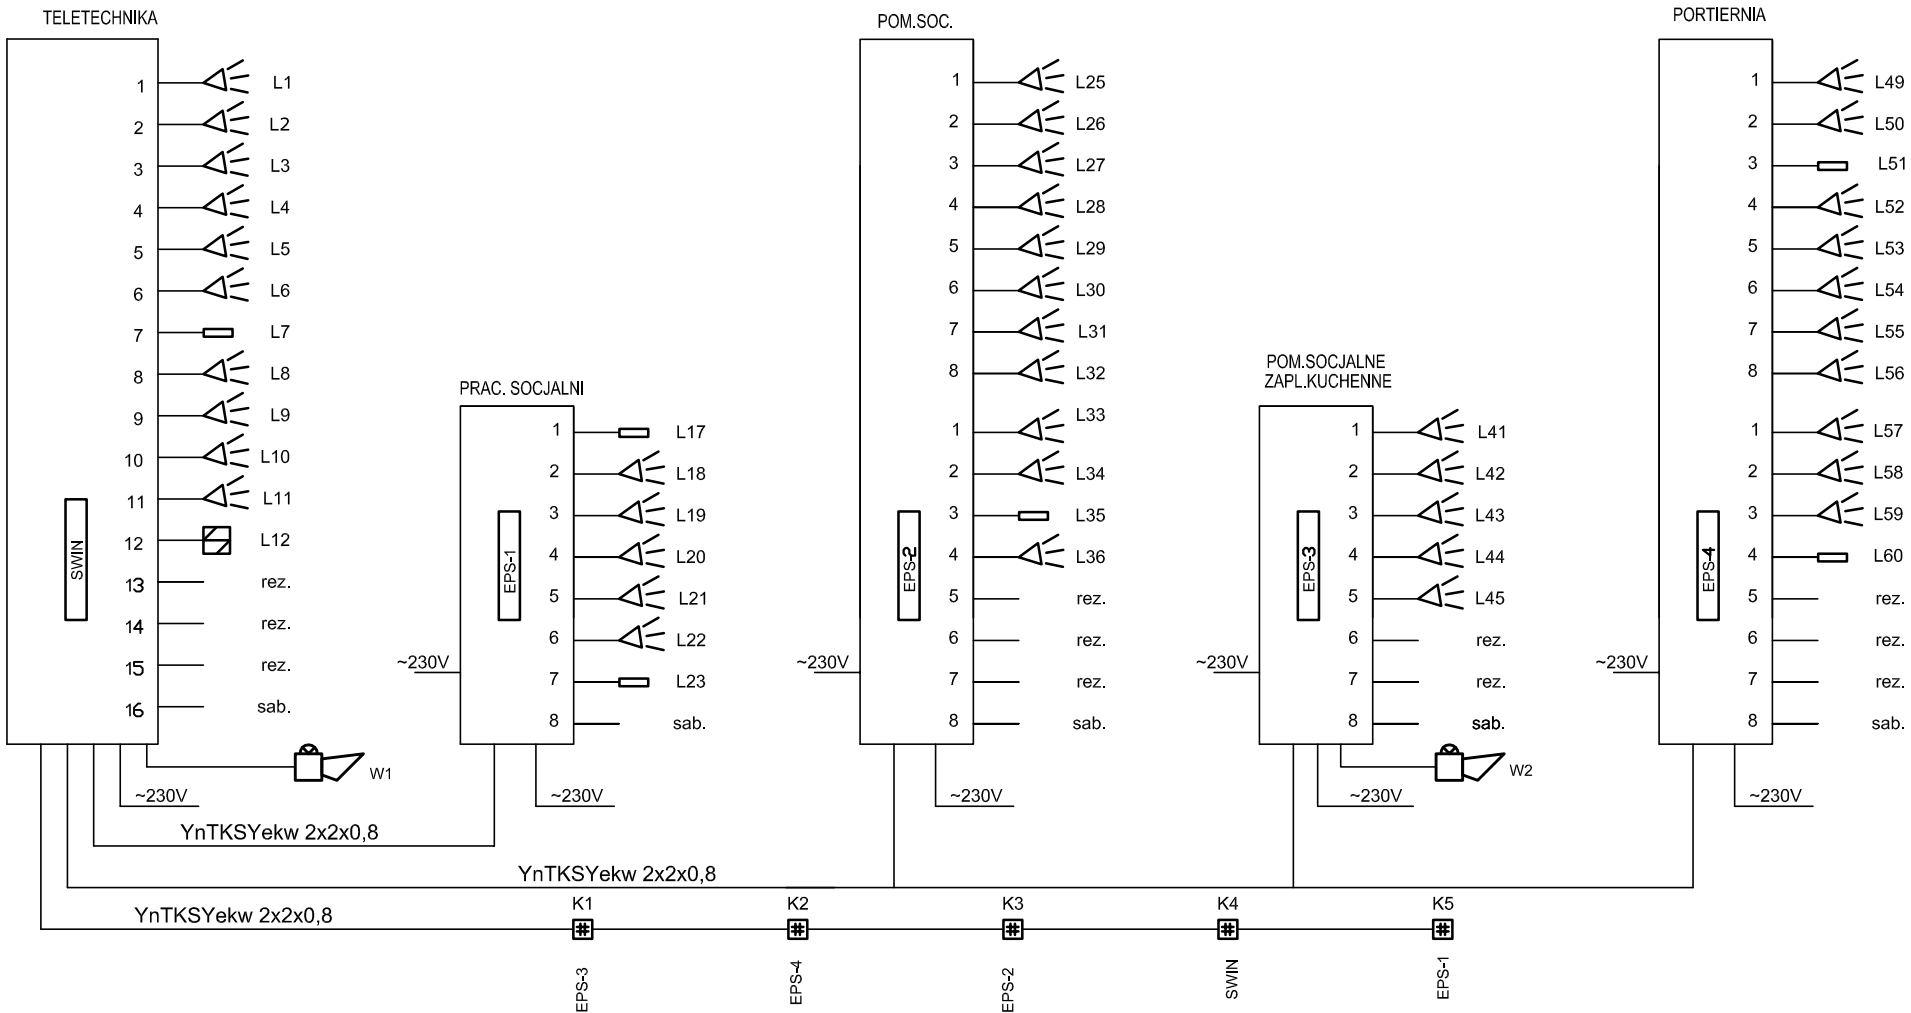 TELETECHNIKA
1 L1
2 L2
3 L3
4 L4
5 L5
6 L6
7 L7
8 L8
9 L9
10 L10
11 L11
12 L12
13 rez.
14 rez.
15 rez.
16 sab.
SWIN
W1
~230V
PRAC. SOCJALNI
1 L17
2 L18
3 L19
4 L20
5 L21
6 L22
7 L23
8 sab.
EPS-1
~230V
~230V
POM.SOC.
1 L25
2 L26
3 L27
4 L28
5 L29
6 L30
7 L31
8 L32
1 L33
2 L34
3 L35
4 L36
5 rez.
6 rez.
7 rez.
8 sab.
EPS-2
~230V
~230V
POM.SOCJALNE
ZAPL.KUCHENNE
1 L41
2 L42
3 L43
4 L44
5 L45
6 rez.
7 rez.
8 sab.
EPS-3
~230V
W2
~230V
PORTIERNIA
1 L49
2 L50
3 L51
4 L52
5 L53
6 L54
7 L55
8 L56
1 L57
2 L58
3 L59
4 L60
5 rez.
6 rez.
7 rez.
8 sab.
EPS-4
~230V
~230V
YnTKSYekw 2x2x0,8
YnTKSYekw 2x2x0,8
YnTKSYekw 2x2x0,8
K1 K2 K3 K4 K5
EPS-3 EPS-4 EPS-2 SWIN EPS-1